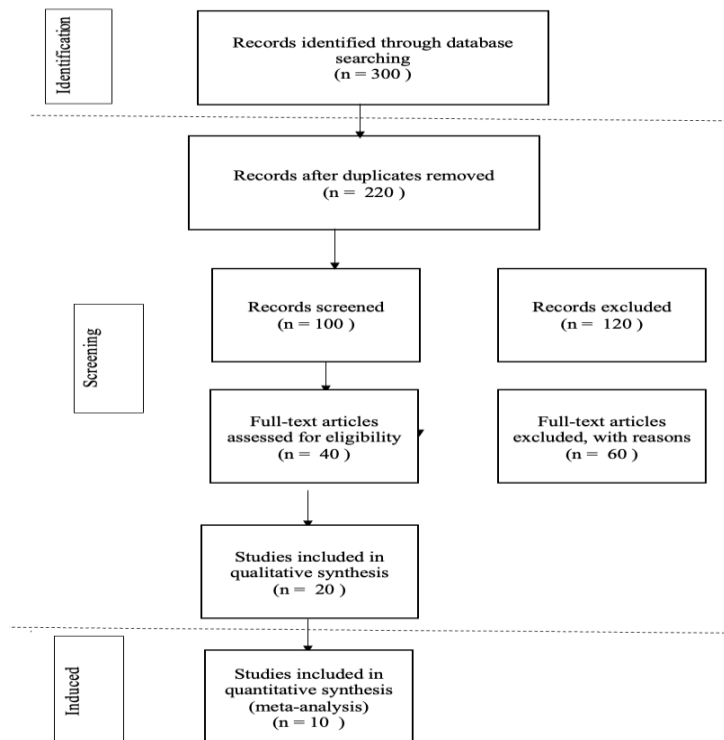 Identification
Records identified through database
searching
(n = 300 )
Records after duplicates removed
(n = 220 )
Screening
Records screened
(n = 100 )
Records excluded
(n = 120 )
Full-text articles
assessed for eligibility
(n = 40 )
Full-text articles
excluded, with reasons
(n = 60 )
Studies included in
qualitative synthesis
(n = 20 )
Induced
Studies included in
quantitative synthesis
(meta-analysis)
(n = 10 )